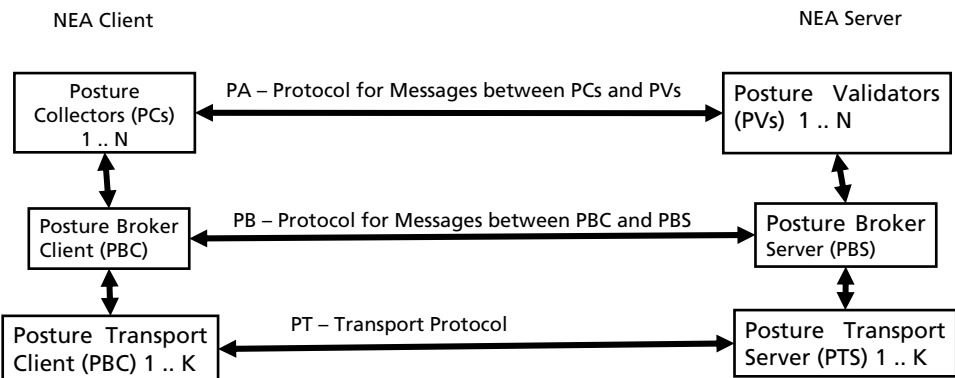 NEA Client
NEA Server
Posture
Collectors (PCs)
1 .. N
PA – Protocol for Messages between PCs and PVs
Posture Validators
(PVs) 1 .. N
Posture Broker
Client (PBC)
PB – Protocol for Messages between PBC and PBS
Posture Broker
Server (PBS)
Posture Transport
Client (PBC) 1 .. K
PT – Transport Protocol
Posture Transport
Server (PTS) 1 .. K